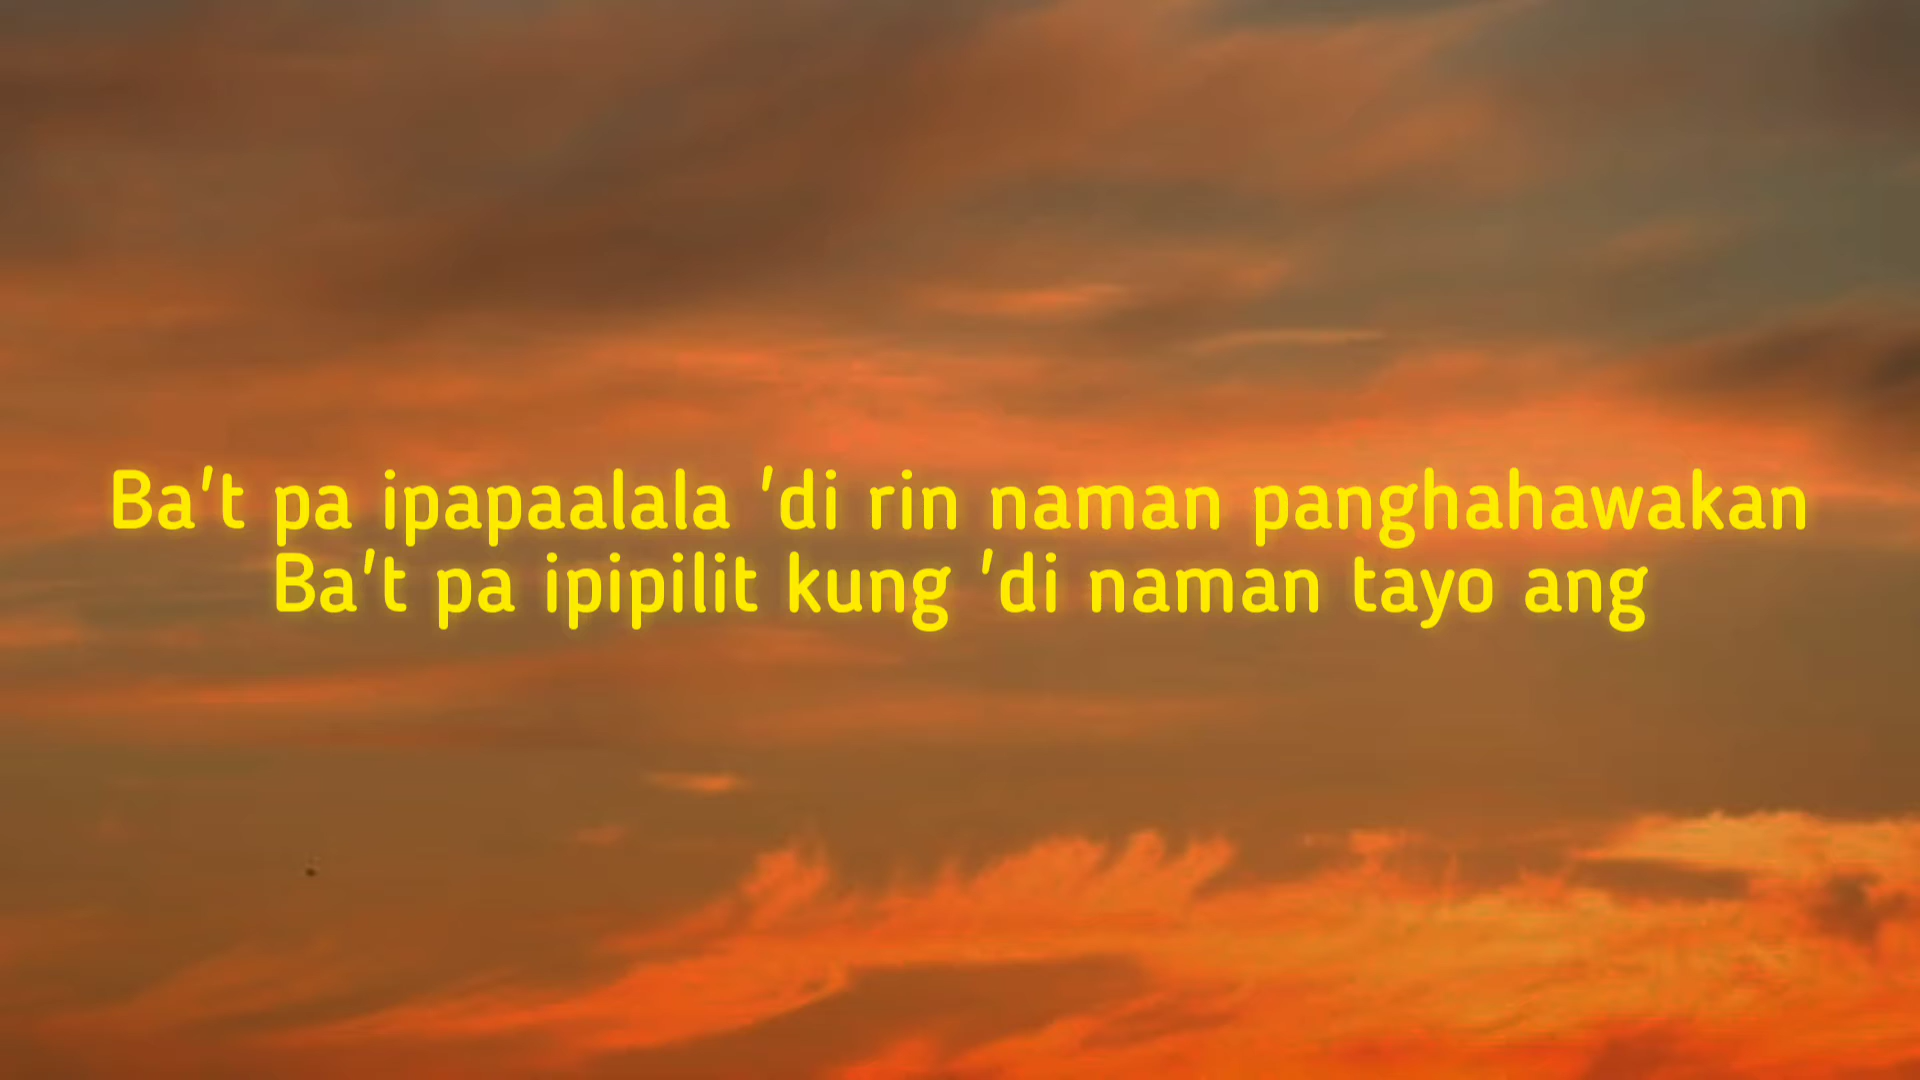 Ba't pa ipapaalala 'di rin naman panghahawakan
Ba't pa ipipilit kung 'di naman tayo ang